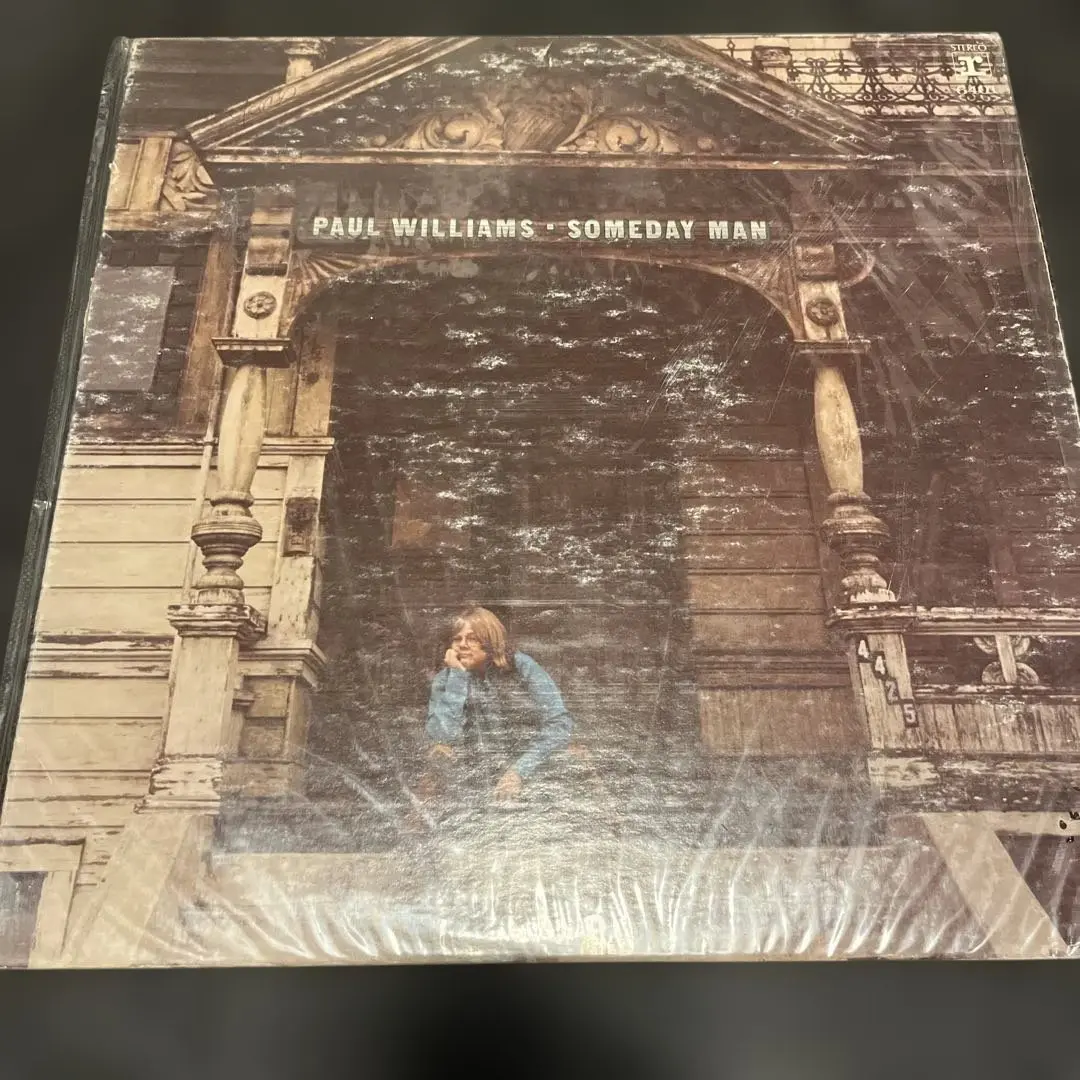 STEREO
PAUL WILLIAMS · SOMEDAY MAN
4425